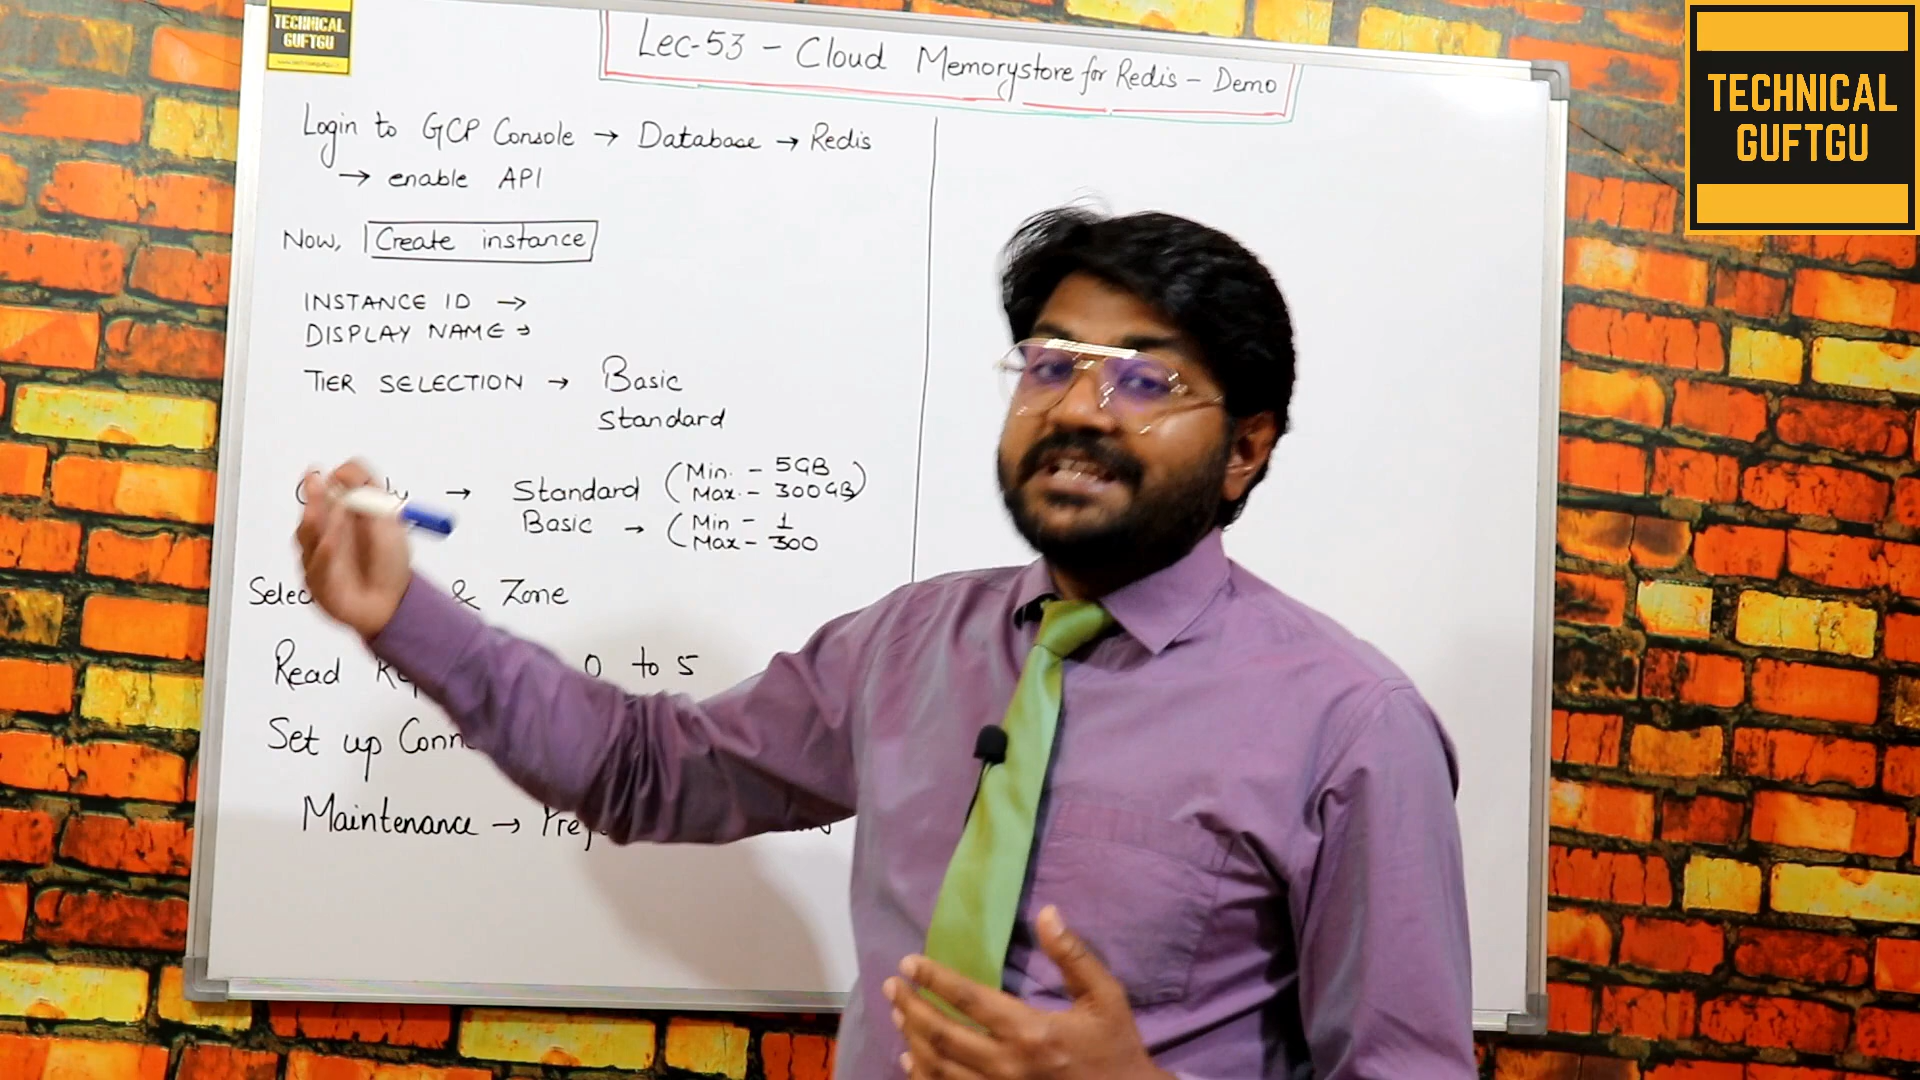 TECHNICAL
GUFTGU
Lec-53 - Cloud Memorystore for Redis - Demo
TECHNICAL
GUFTGU
Login to GCP Console → Database → Redis
→ enable API
Now, Create instance
INSTANCE ID →
DISPLAY NAME →
TIER SELECTION → Basic
Standard
→ Standard (Min. - 5GB
Max. - 300GB)
Basic → (Min - 1
Max - 300
& Zone
Read 0 to 5
Set up
Maintenance →